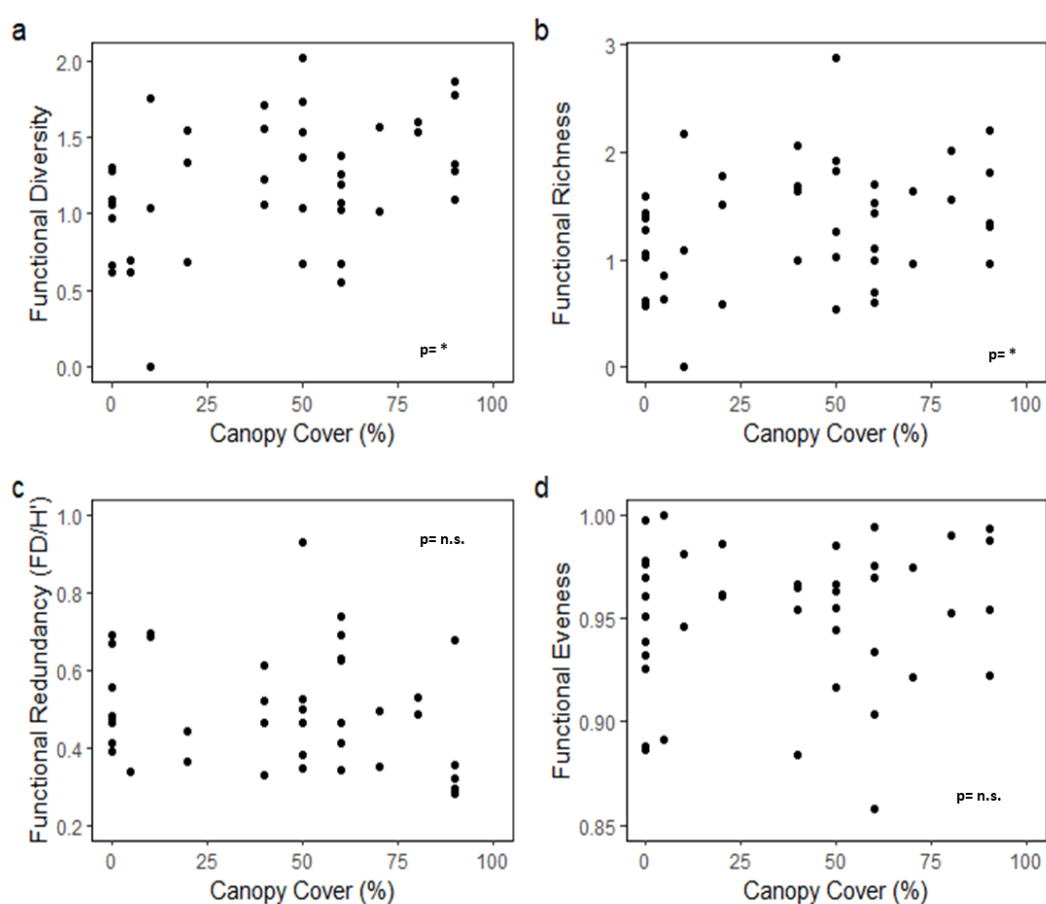 a
b
Functional Diversity
2.0
1.5
1.0
0.5
0.0
p= *
0 25 50 75 100
Canopy Cover (%)
Functional Richness
3
2
1
0
p= *
0 25 50 75 100
Canopy Cover (%)
c
d
Functional Redundancy (FD/H')
1.0
0.8
0.6
0.4
0.2
p= n.s.
0 25 50 75 100
Canopy Cover (%)
Functional Eveness
1.00
0.95
0.90
0.85
p= n.s.
0 25 50 75 100
Canopy Cover (%)